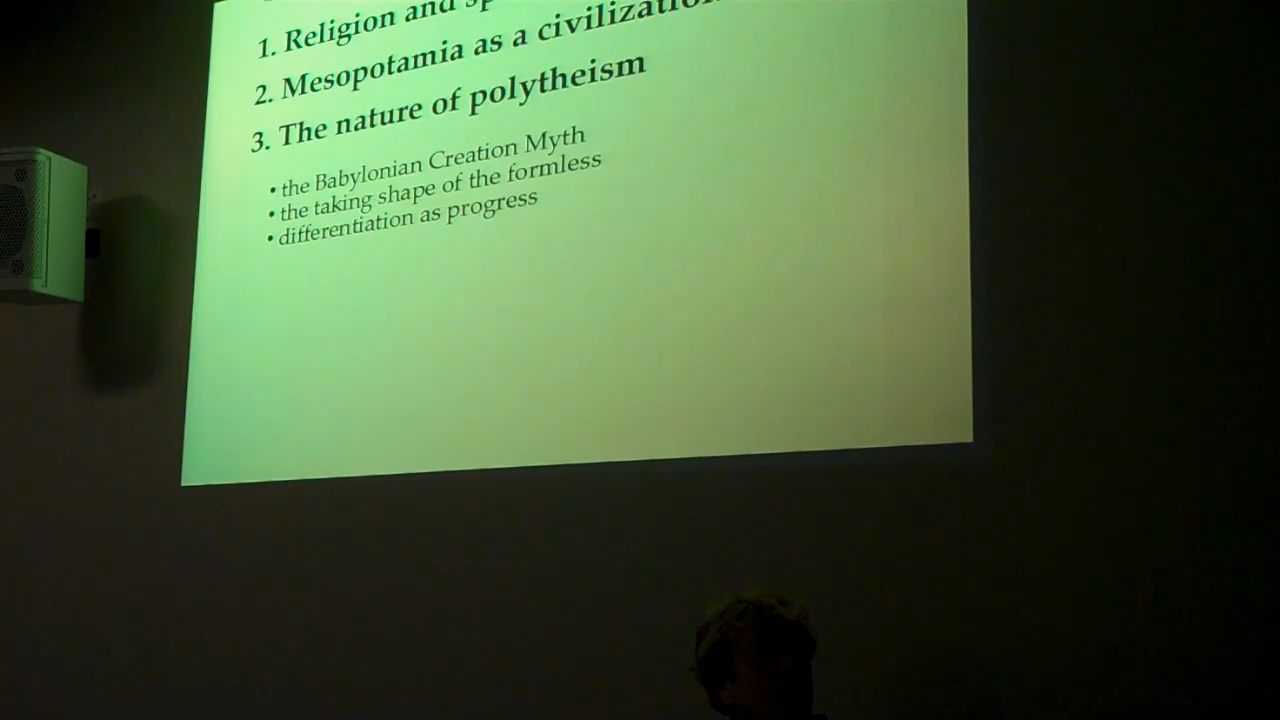 1. Religion and
2. Mesopotamia as a civilization
3. The nature of polytheism
• the Babylonian Creation Myth
• the taking shape of the formless
• differentiation as progress